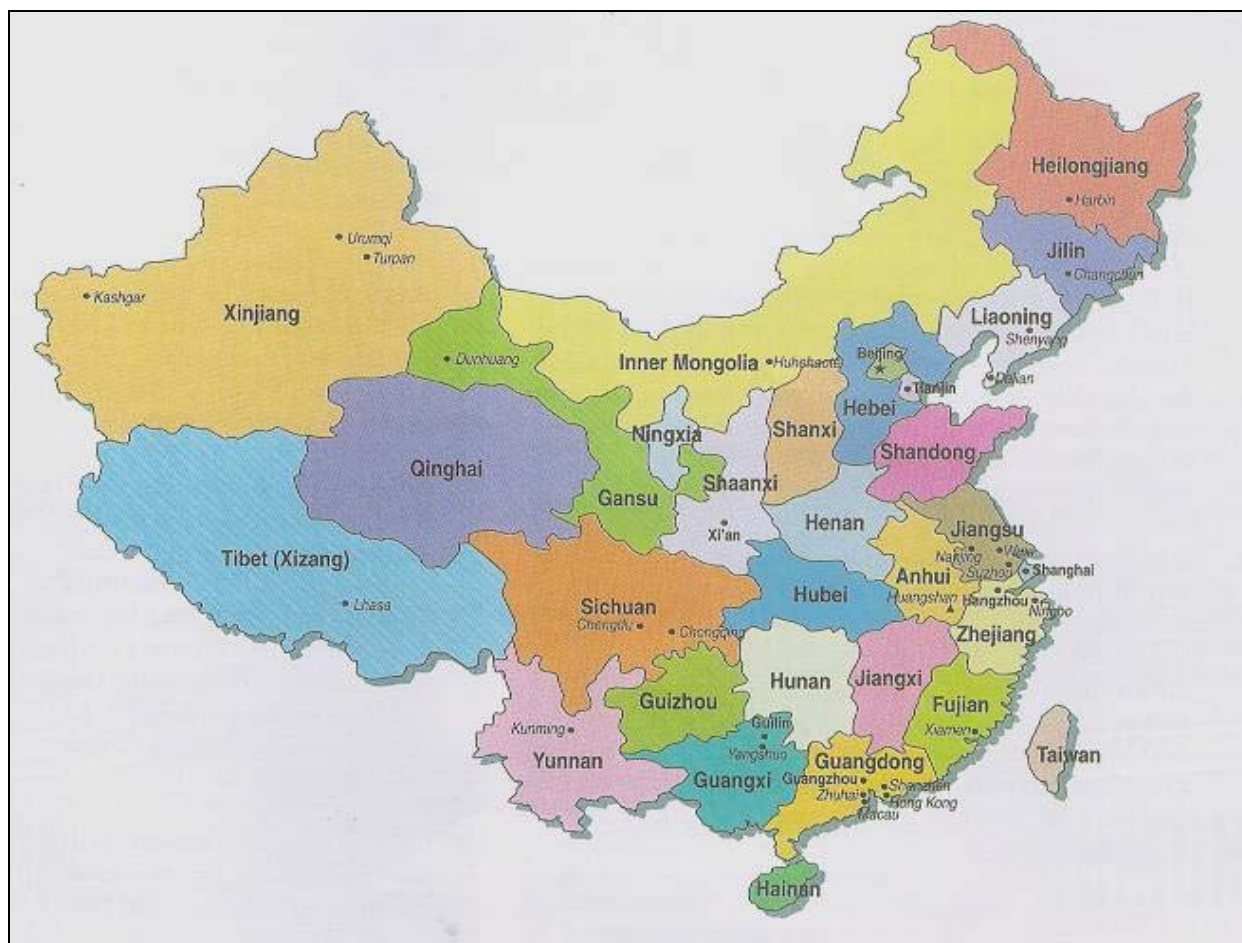 Heilongjiang
Harbin
Urumqi
Turpan
Jilin
Changchun
Kashgar
Xinjiang
Liaoning
Shenyang
Dunhuang
Inner Mongolia
Beijing
Dalian
Tianjin
Hebei
Ningxia
Shanxi
Shandong
Qinghai
Gansu
Shaanxi
Henan
Xi'an
Jiangsu
Nanjing
Tibet (Xizang)
Suzhou
Shanghai
Anhui
Huangshan
Hangzhou
Ningbo
Lhasa
Sichuan
Hubei
Chengdu
Chongqing
Zhejiang
Hunan
Jiangxi
Guizhou
Fujian
Guilin
Xiamen
Kunming
Yangshuo
Yunnan
Guangxi
Guangdong
Taiwan
Guangzhou
Shenzhen
Zhuhai
Hong Kong
Macau
Hainan